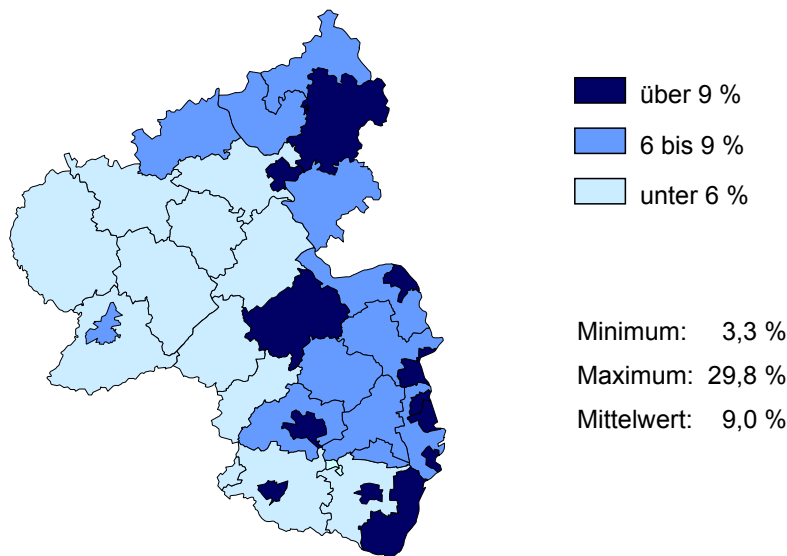 über 9 %
6 bis 9 %
unter 6 %
Minimum: 3,3 %
Maximum: 29,8 %
Mittelwert: 9,0 %